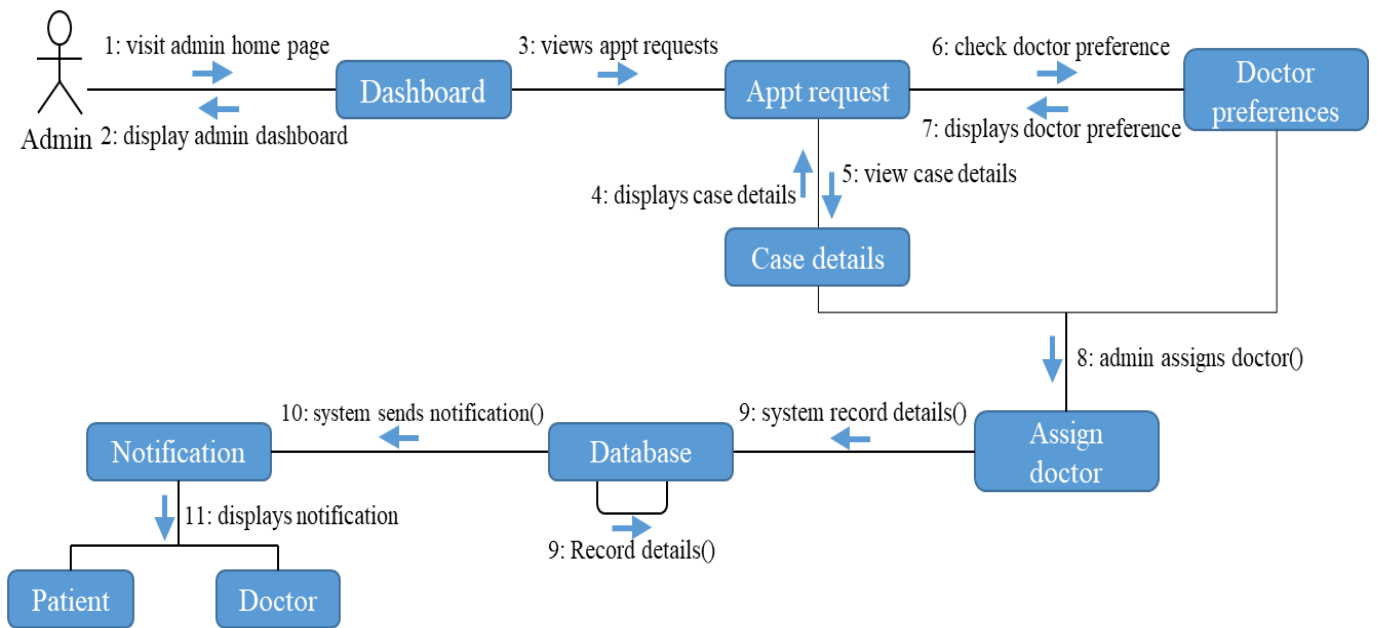 1: visit admin home page
3: views appt requests
6: check doctor preference
Dashboard
Appt request
Doctor
preferences
Admin
2: display admin dashboard
7: displays doctor preference
5: view case details
4: displays case details
Case details
8: admin assigns doctor()
10: system sends notification()
9: system record details()
Notification
Database
Assign
doctor
11: displays notification
9: Record details()
Patient
Doctor